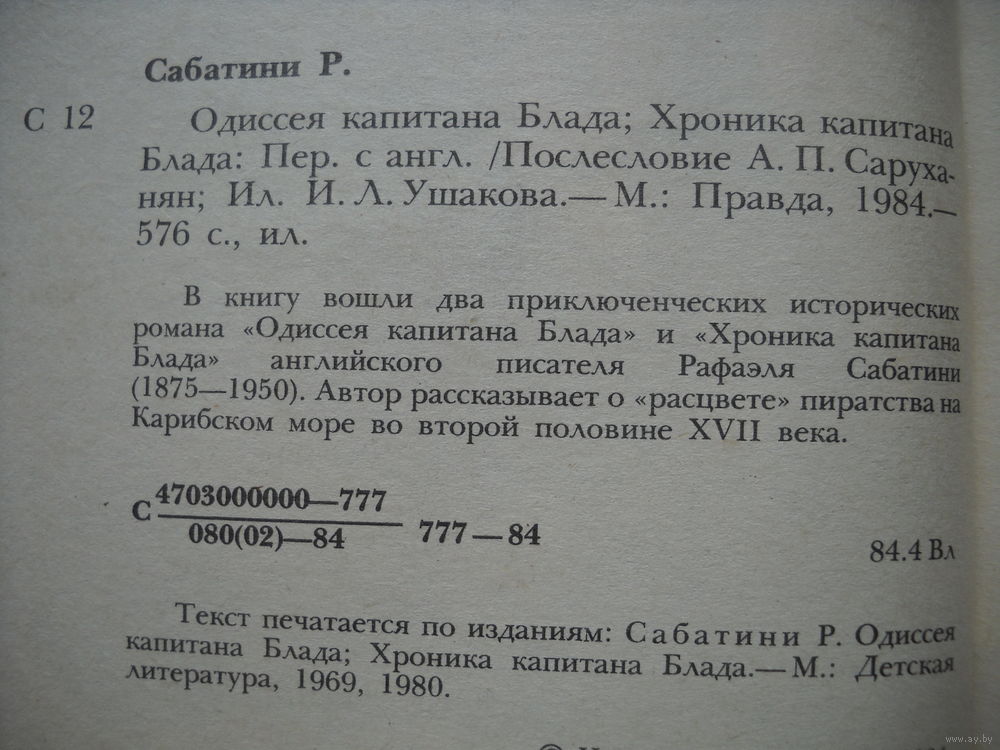 Сабатини Р.
С 12 Одиссея капитана Блада; Хроника капитана
Блада: Пер. с англ. /Послесловие А. П. Саруха-
нян; Ил. И. Л. Ушакова.— М.: Правда, 1984.—
576 с., ил.
В книгу вошли два приключенческих исторических
романа «Одиссея капитана Блада» и «Хроника капитана
Блада» английского писателя Рафаэля Сабатини
(1875—1950). Автор рассказывает о «расцвете» пиратства на
Карибском море во второй половине XVII века.
4703000000—777
С 777—84
080(02)—84
84.4 Вл
Текст печатается по изданиям: Сабатини Р. Одиссея
капитана Блада; Хроника капитана Блада.— М.: Детская
литература, 1969, 1980.
©
www.ay.by